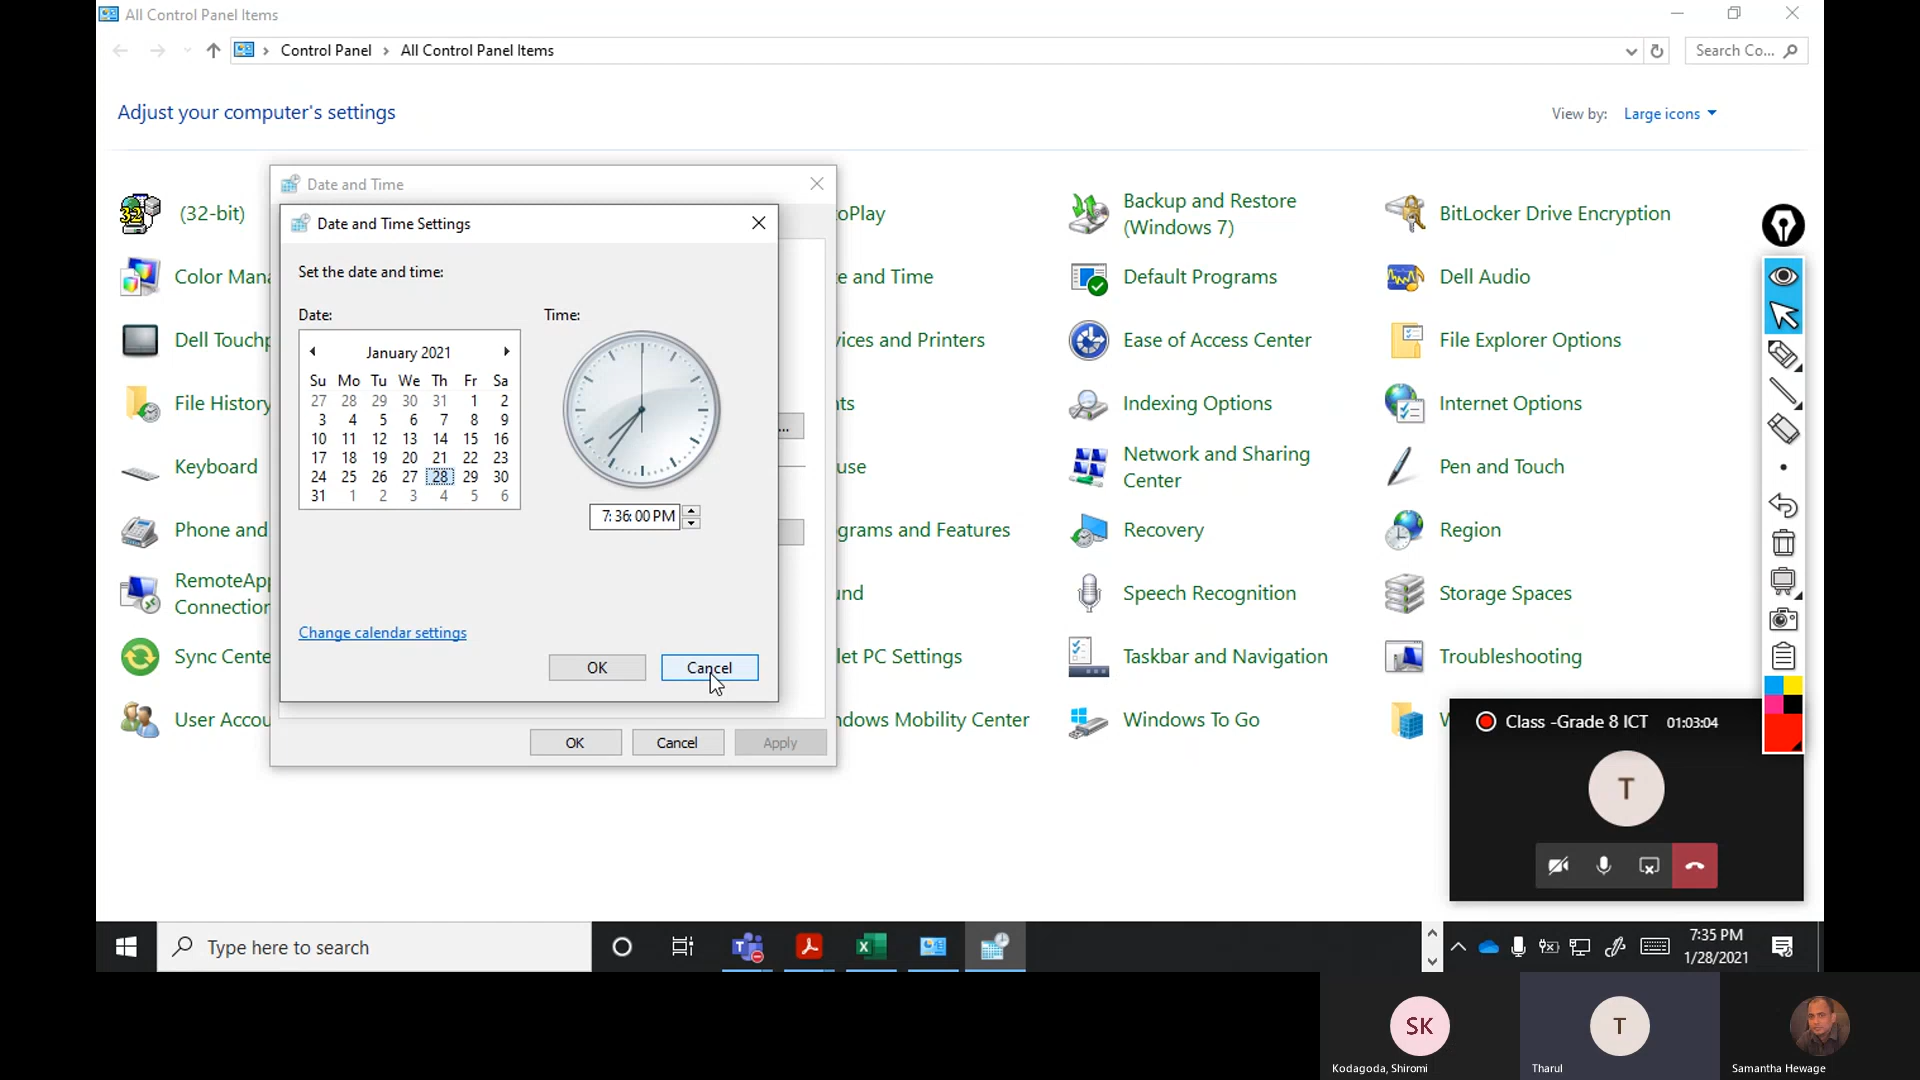 All Control Panel Items
Control Panel › All Control Panel Items
Search Co...
Adjust your computer's settings
View by: Large icons
(32-bit)
Color Mana
Dell Touchp
File History
Keyboard
Phone and
RemoteApp
Connection
Sync Cente
User Accou
Date and Time
Date and Time Settings
Set the date and time:
Date:
Time:
January 2021
Su Mo Tu We Th Fr Sa
27 28 29 30 31 1 2
3 4 5 6 7 8 9
10 11 12 13 14 15 16
17 18 19 20 21 22 23
24 25 26 27 28 29 30
31 1 2 3 4 5 6
7:36:00 PM
Change calendar settings
OK Cancel
...
OK Cancel Apply
oPlay
e and Time
vices and Printers
nts
use
grams and Features
und
let PC Settings
ndows Mobility Center
Backup and Restore
(Windows 7)
Default Programs
Ease of Access Center
Indexing Options
Network and Sharing
Center
Recovery
Speech Recognition
Taskbar and Navigation
Windows To Go
BitLocker Drive Encryption
Dell Audio
File Explorer Options
Internet Options
Pen and Touch
Region
Storage Spaces
Troubleshooting
W
Class -Grade 8 ICT 01:03:04
T
Type here to search
7:35 PM
1/28/2021
SK
Kodagoda, Shiromi
T
Tharul
Samantha Hewage